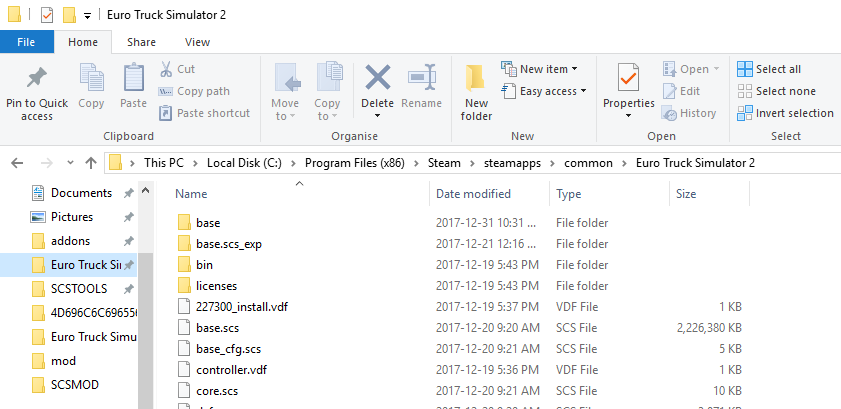 Euro Truck Simulator 2
File Home Share View
Pin to Quick access
Copy
Paste
Cut
Copy path
Paste shortcut
Clipboard
Move to
Copy to
Delete
Rename
Organise
New folder
New item
Easy access
New
Properties
Open
Edit
History
Open
Select all
Select none
Invert selection
Select
This PC Local Disk (C:) Program Files (x86) Steam steamapps common Euro Truck Simulator 2
Documents
Pictures
addons
Euro Truck Si
SCSTOOLS
Euro Truck Simu
mod
SCSMOD
Name Date modified Type Size
base 2017-12-31 10:31 ... File folder
base.scs_exp 2017-12-21 12:16 ... File folder
bin 2017-12-19 5:43 PM File folder
licenses 2017-12-19 5:43 PM File folder
227300_install.vdf 2017-12-19 5:37 PM VDF File 1 KB
base.scs 2017-12-20 9:20 AM SCS File 2,226,380 KB
base_cfg.scs 2017-12-20 9:21 AM SCS File 5 KB
controller.vdf 2017-12-19 5:36 PM VDF File 1 KB
core.scs 2017-12-20 9:21 AM SCS File 10 KB